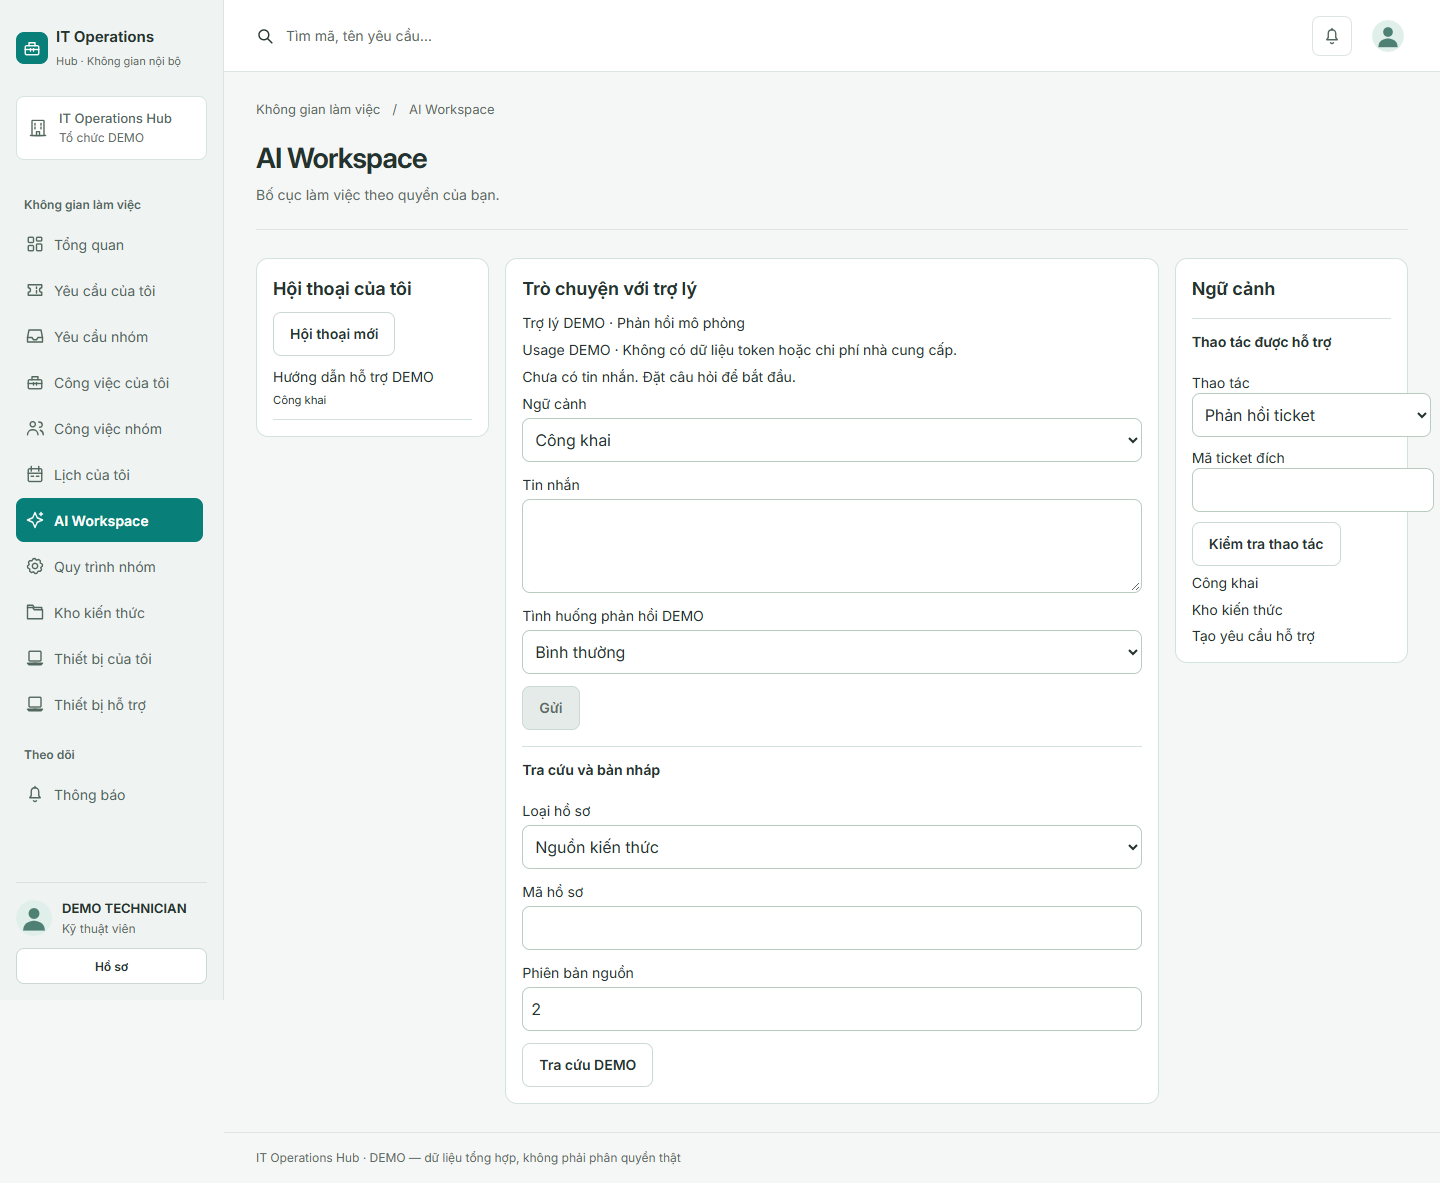 IT Operations
Hub · Không gian nội bộ
IT Operations Hub
Tổ chức DEMO
Không gian làm việc
Tổng quan
Yêu cầu của tôi
Yêu cầu nhóm
Công việc của tôi
Công việc nhóm
Lịch của tôi
AI Workspace
Quy trình nhóm
Kho kiến thức
Thiết bị của tôi
Thiết bị hỗ trợ
Theo dõi
Thông báo
DEMO TECHNICIAN
Kỹ thuật viên
Hồ sơ
Tìm mã, tên yêu cầu...
Không gian làm việc / AI Workspace
AI Workspace
Bố cục làm việc theo quyền của bạn.
Hội thoại của tôi
Hội thoại mới
Hướng dẫn hỗ trợ DEMO
Công khai
Trò chuyện với trợ lý
Trợ lý DEMO · Phản hồi mô phỏng
Usage DEMO · Không có dữ liệu token hoặc chi phí nhà cung cấp.
Chưa có tin nhắn. Đặt câu hỏi để bắt đầu.
Ngữ cảnh
Công khai
Tin nhắn
Tình huống phản hồi DEMO
Bình thường
Gửi
Tra cứu và bản nháp
Loại hồ sơ
Nguồn kiến thức
Mã hồ sơ
Phiên bản nguồn
2
Tra cứu DEMO
Ngữ cảnh
Thao tác được hỗ trợ
Thao tác
Phản hồi ticket
Mã ticket đích
Kiểm tra thao tác
Công khai
Kho kiến thức
Tạo yêu cầu hỗ trợ
IT Operations Hub · DEMO — dữ liệu tổng hợp, không phải phân quyền thật